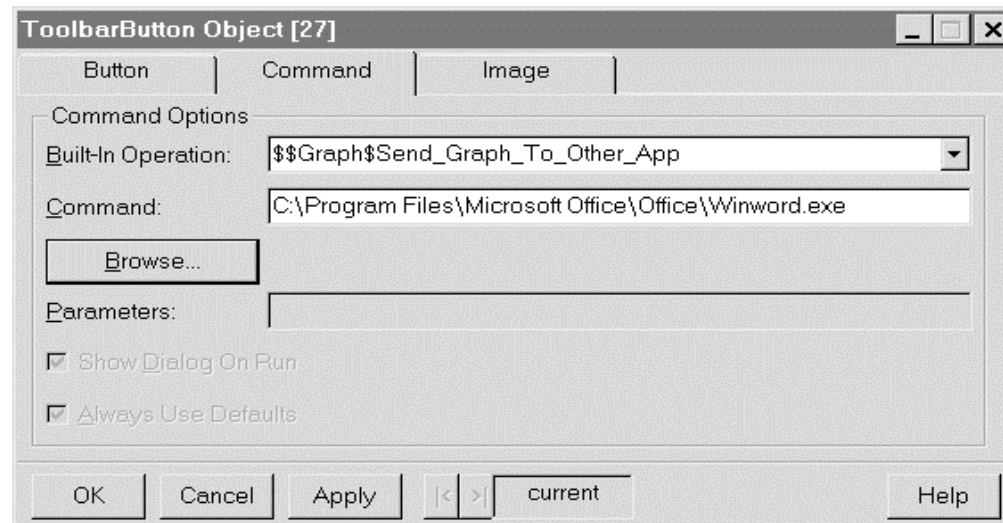 ToolbarButton Object [27]
Button Command Image
Command Options
Built-In Operation: $$Graph$Send_Graph_To_Other_App
Command: C:\Program Files\Microsoft Office\Office\Winword.exe
Browse...
Parameters:
Show Dialog On Run
Always Use Defaults
OK Cancel Apply |< >| current Help